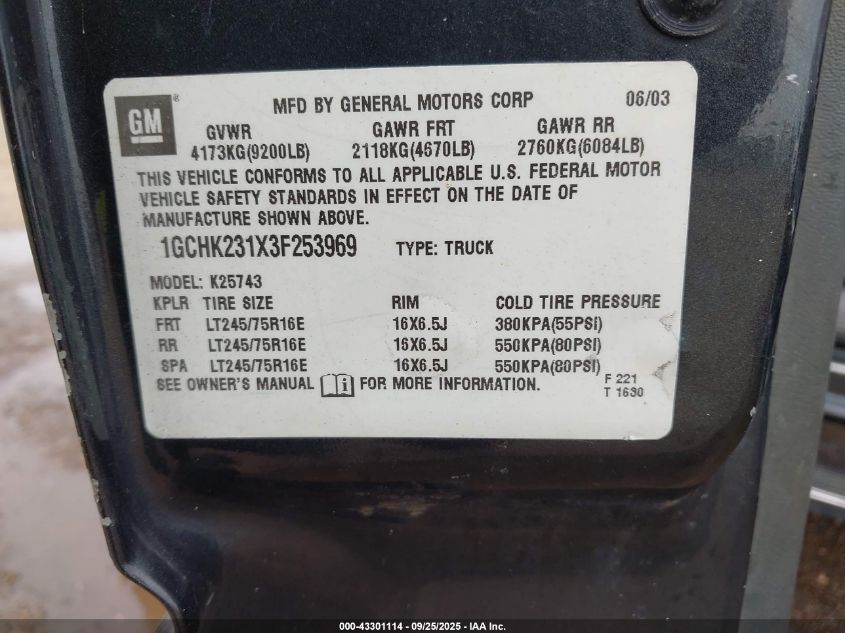 GM ®
MFD BY GENERAL MOTORS CORP 06/03
GVWR GAWR FRT GAWR RR
4173KG(9200LB) 2118KG(4670LB) 2760KG(6084LB)
THIS VEHICLE CONFORMS TO ALL APPLICABLE U.S. FEDERAL MOTOR
VEHICLE SAFETY STANDARDS IN EFFECT ON THE DATE OF
MANUFACTURE SHOWN ABOVE.
1GCHK231X3F253969 TYPE: TRUCK
MODEL: K25743
KPLR TIRE SIZE RIM COLD TIRE PRESSURE
FRT LT245/75R16E 16X6.5J 380KPA(55PSI)
RR LT245/75R16E 16X6.5J 550KPA(80PSI)
SPA LT245/75R16E 16X6.5J 550KPA(80PSI)
SEE OWNER'S MANUAL i FOR MORE INFORMATION.
F 221
T 1630
000-43301114 - 09/25/2025 - IAA Inc.